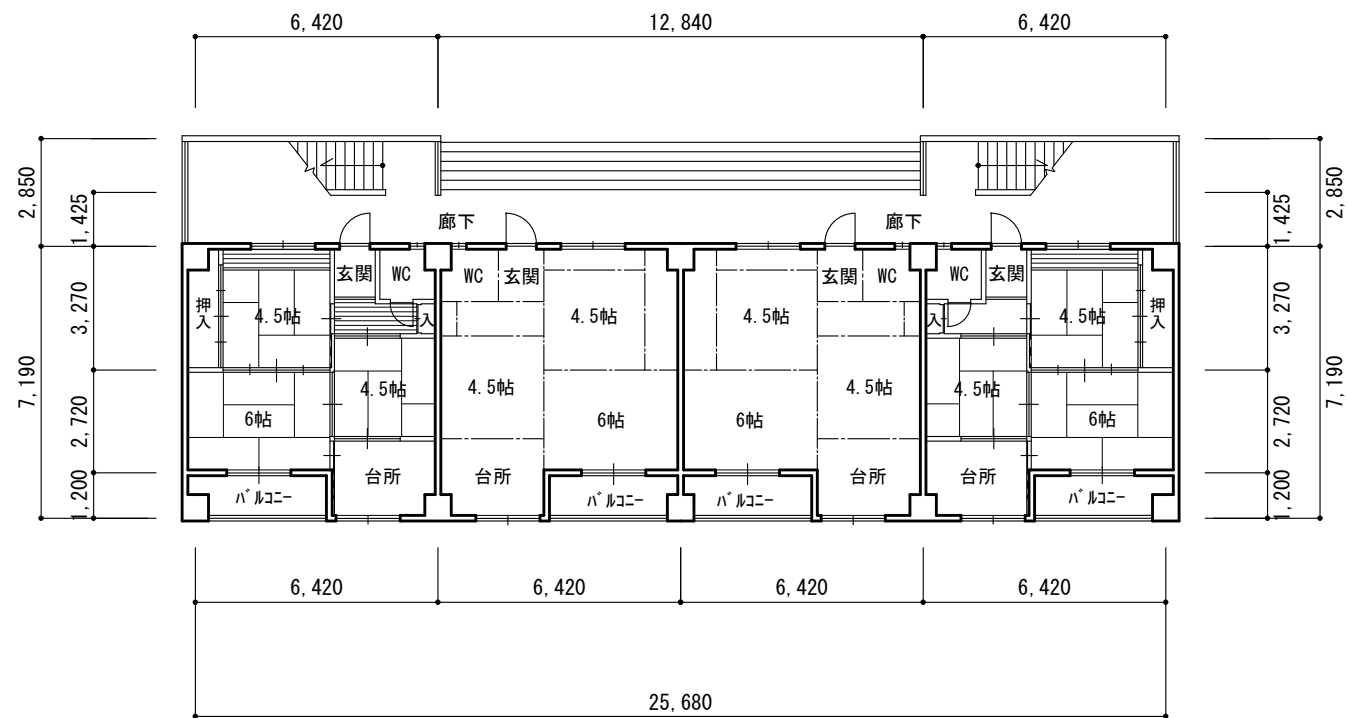 6,420 12,840 6,420
2,850 1,425 1,425 2,850
廊下 廊下
玄関 WC WC 玄関 玄関 WC WC 玄関
押入 4.5帖 入 4.5帖 4.5帖 入 4.5帖 押入
3,270 3,270
7,190 7,190
4.5帖 4.5帖 4.5帖 4.5帖
2,720 6帖 6帖 6帖 6帖 2,720
台所 台所 台所 台所
1,200 バルコニー バルコニー バルコニー バルコニー 1,200
6,420 6,420 6,420 6,420
25,680